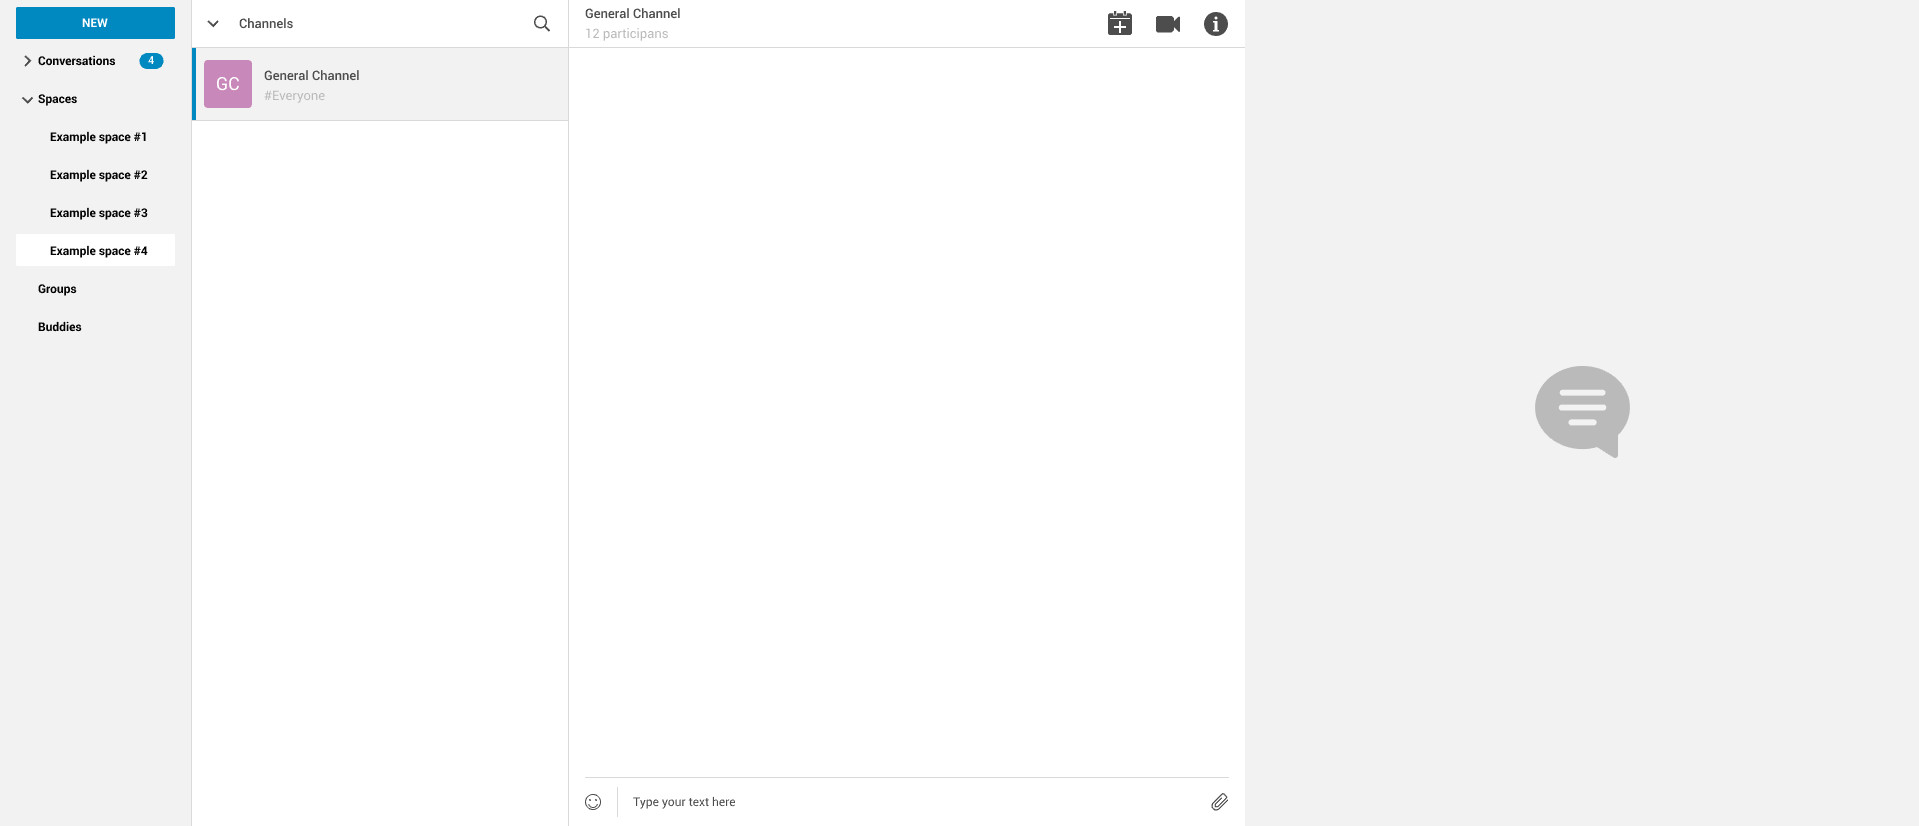 NEW
Conversations 4
Spaces
Example space #1
Example space #2
Example space #3
Example space #4
Groups
Buddies
Channels
GC
General Channel
#Everyone
General Channel
12 participans
Type your text here